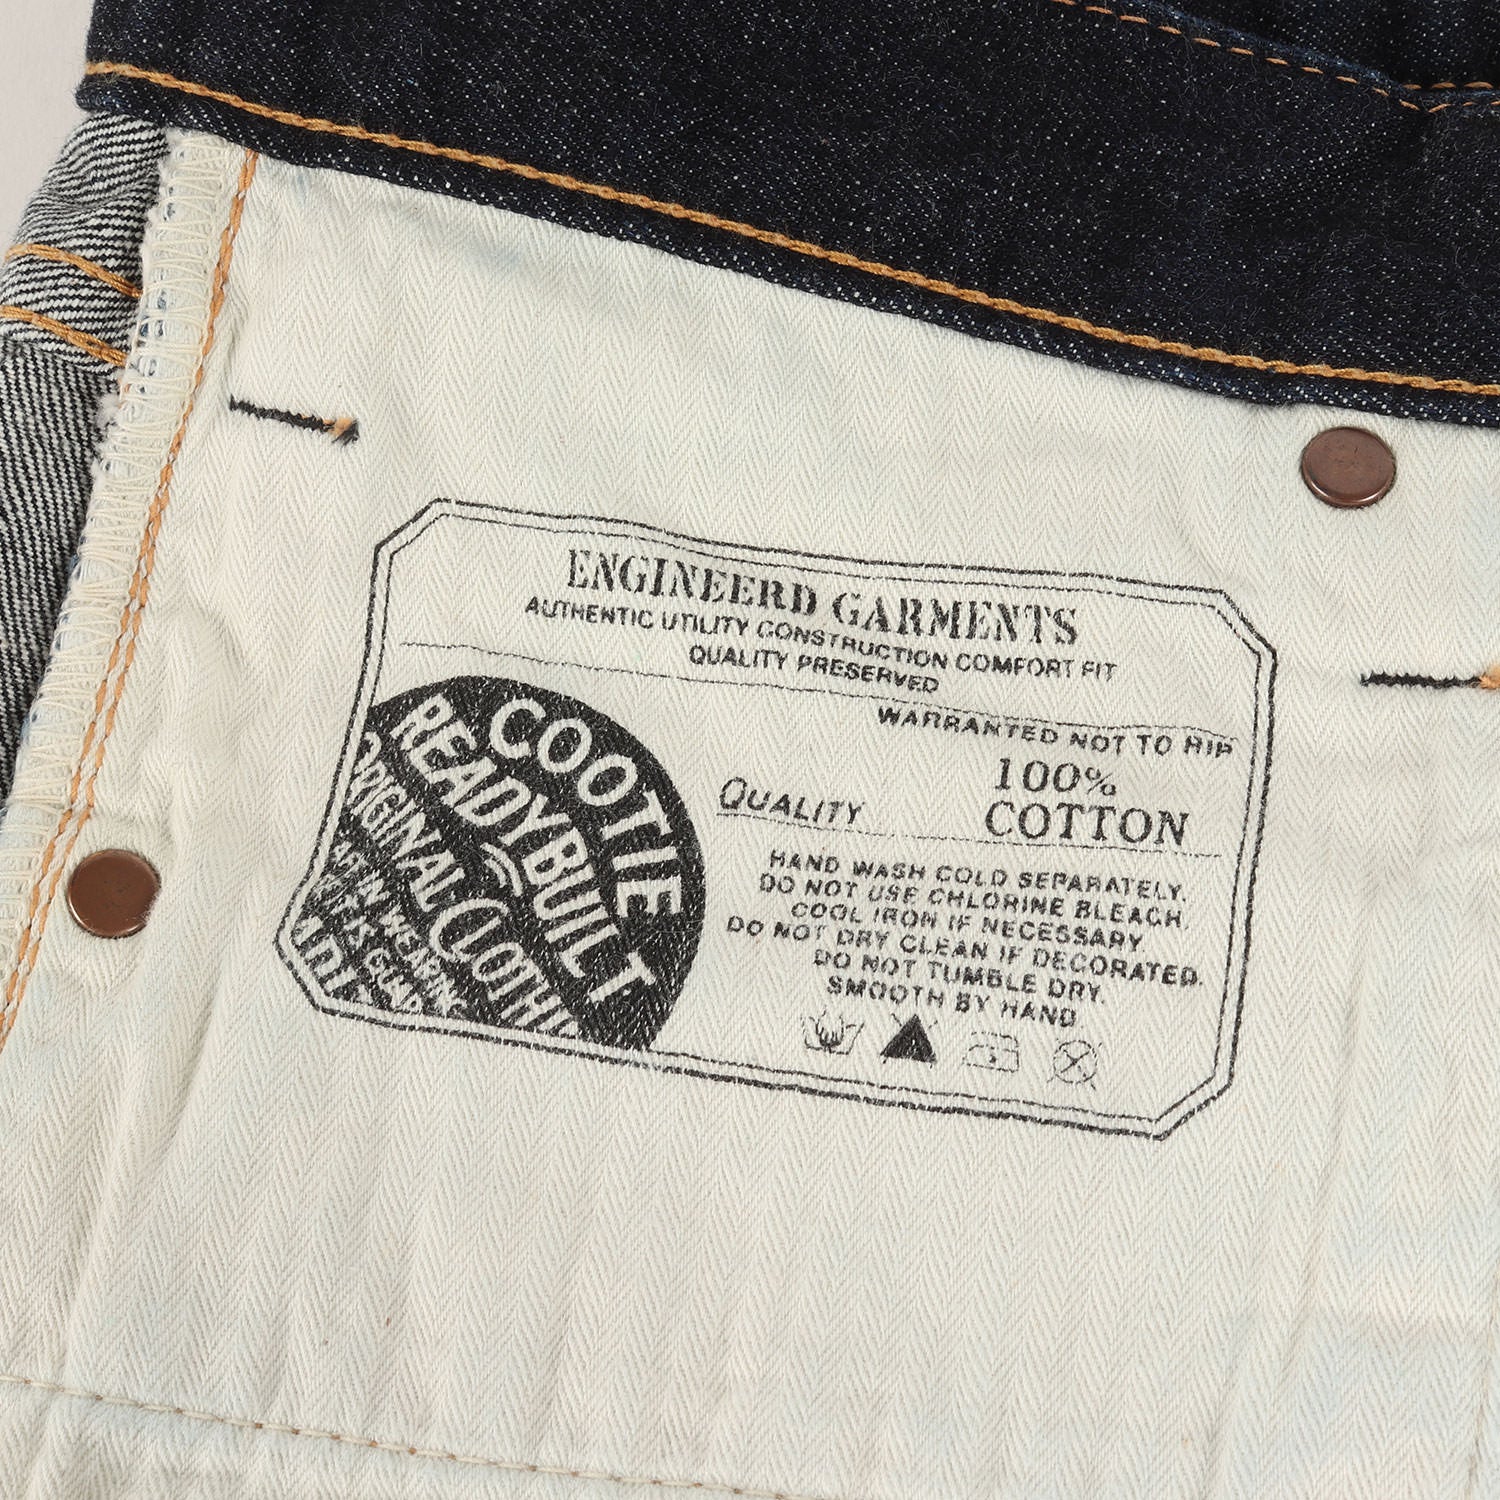 ENGINEERD GARMENTS
AUTHENTIC UTILITY CONSTRUCTION COMFORT FIT
QUALITY PRESERVED
WARRANTED NOT TO RIP
QUALITY
100%
COTTON
COOTIE
READYBUILT
ORIGINAL CLOTHI
WEARING
HAND WASH COLD SEPARATELY.
DO NOT USE CHLORINE BLEACH.
COOL IRON IF NECESSARY.
DO NOT DRY CLEAN IF DECORATED.
DO NOT TUMBLE DRY.
SMOOTH BY HAND